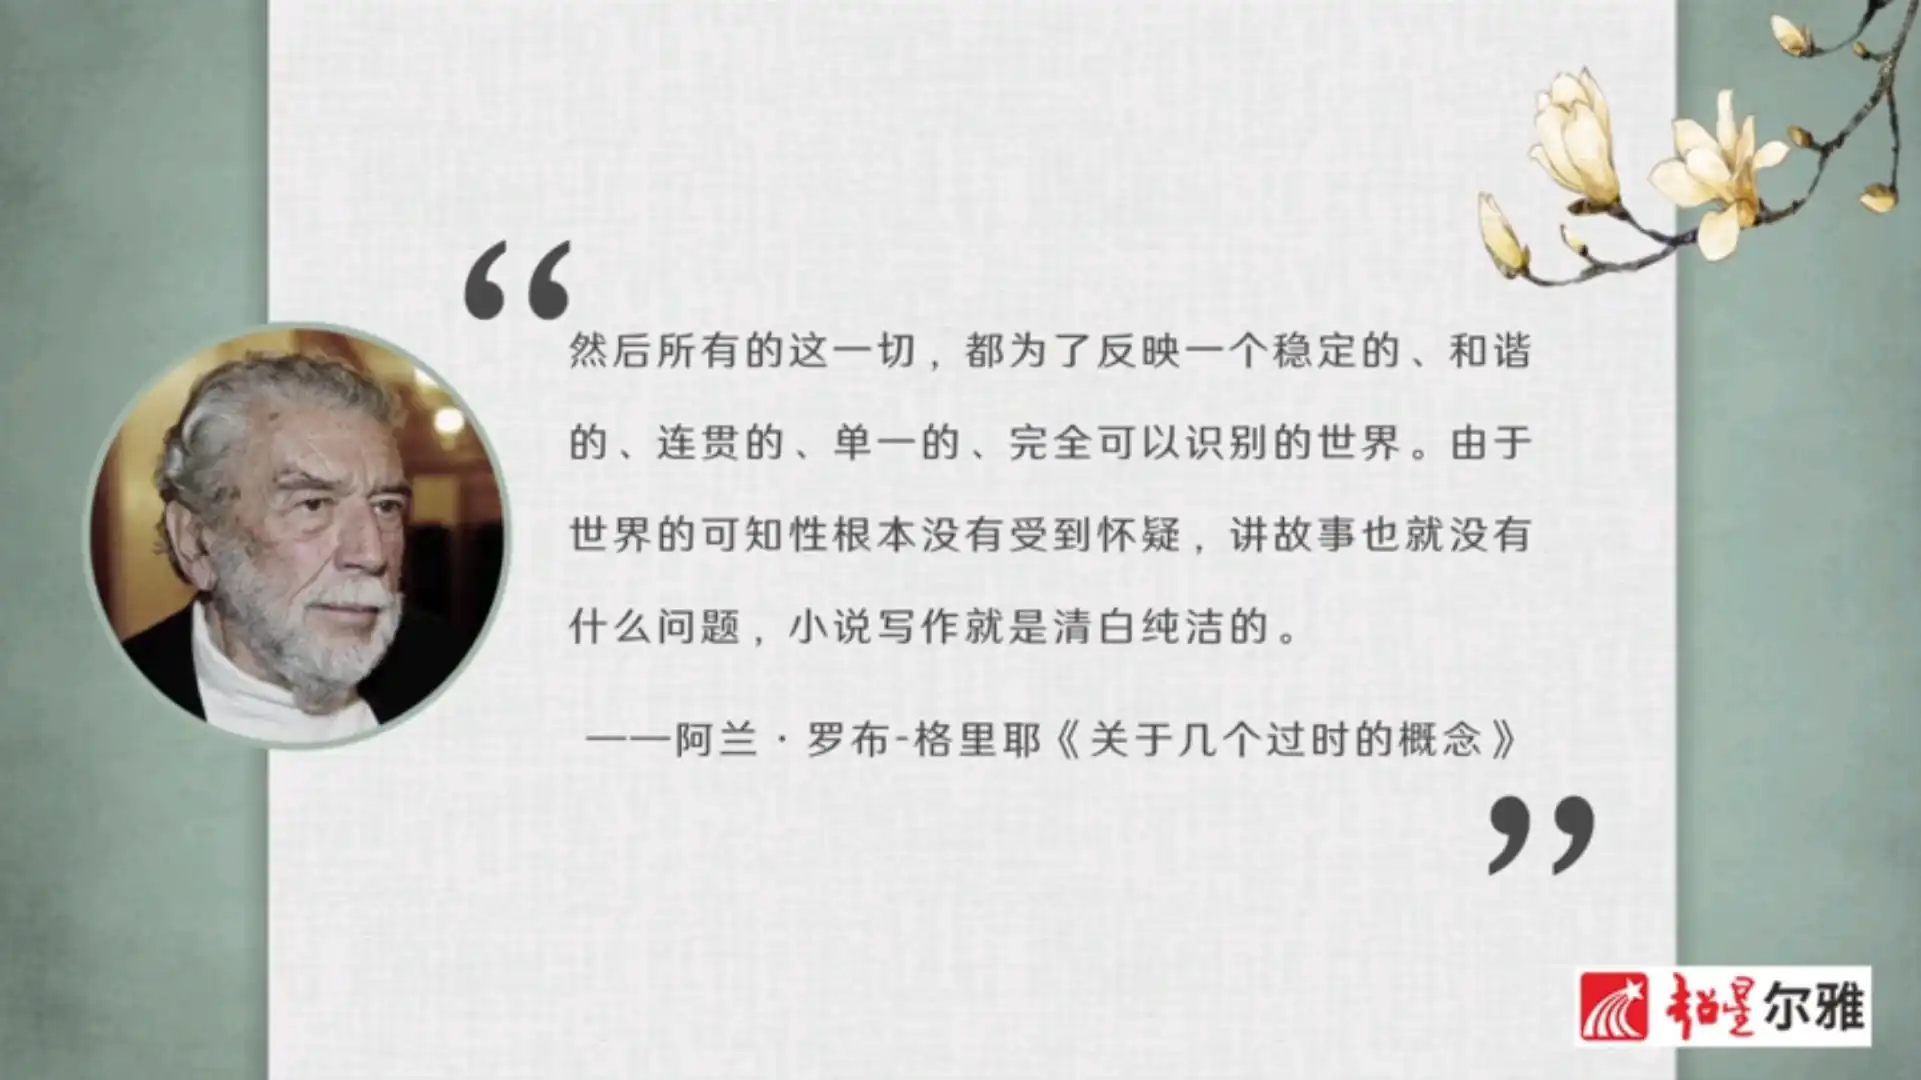 然后所有的这一切，都为了反映一个稳定的、和谐
的、连贯的、单一的、完全可以识别的世界。由于
世界的可知性根本没有受到怀疑，讲故事也就没有
什么问题，小说写作就是清白纯洁的。
——阿兰·罗布-格里耶《关于几个过时的概念》
超星尔雅